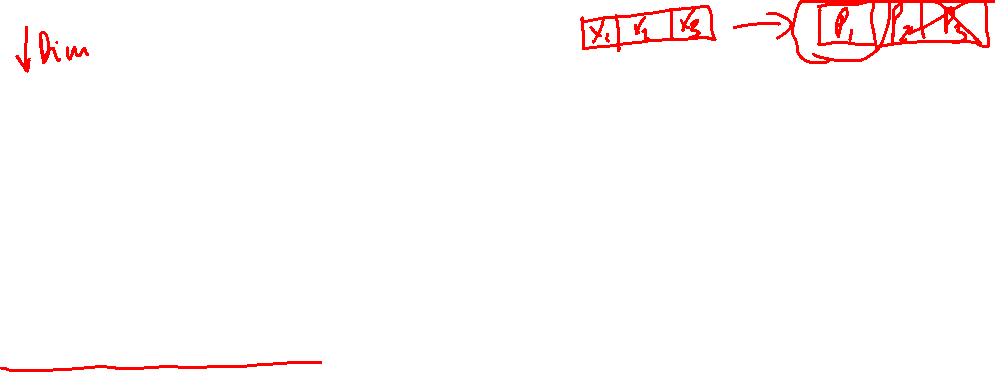 ↓ Dim
X₁ X₂ X₃ → P₁ P₂ P₃